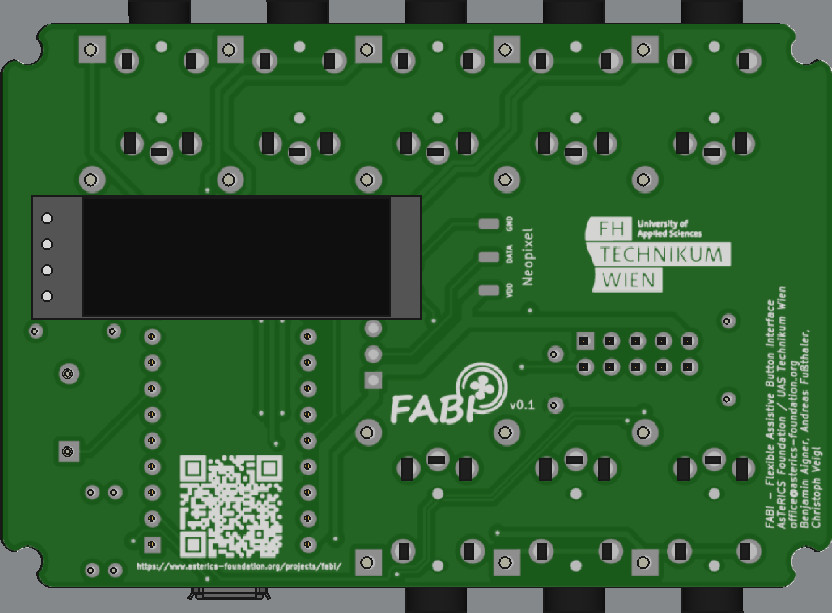 GND
DATA
VDD
Neopixel
FH
University of
Applied Sciences
TECHNIKUM
WIEN
FABI
v0.1
https://www.asterics-foundation.org/projects/fabi/
FABI - Flexible Assistive Button Interface
AsTeRICS Foundation / UAS Technikum Wien
office@asterics-foundation.org
Benjamin Aigner, Andreas Fußthaler,
Christoph Veigl